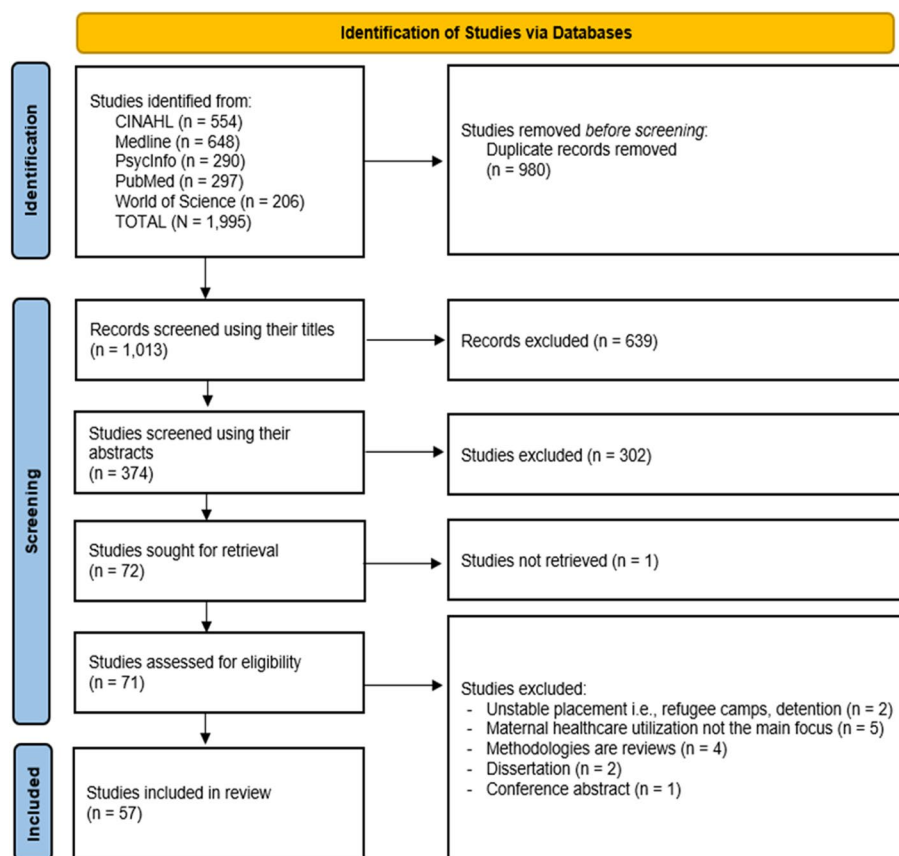 Identification of Studies via Databases
Identification
Studies identified from:
CINAHL (n = 554)
Medline (n = 648)
PsycInfo (n = 290)
PubMed (n = 297)
World of Science (n = 206)
TOTAL (N = 1,995)
Studies removed before screening:
Duplicate records removed
(n = 980)
Screening
Records screened using their titles
(n = 1,013)
Records excluded (n = 639)
Studies screened using their
abstracts
(n = 374)
Studies excluded (n = 302)
Studies sought for retrieval
(n = 72)
Studies not retrieved (n = 1)
Studies assessed for eligibility
(n = 71)
Studies excluded:
- Unstable placement i.e., refugee camps, detention (n = 2)
- Maternal healthcare utilization not the main focus (n = 5)
- Methodologies are reviews (n = 4)
- Dissertation (n = 2)
- Conference abstract (n = 1)
Included
Studies included in review
(n = 57)